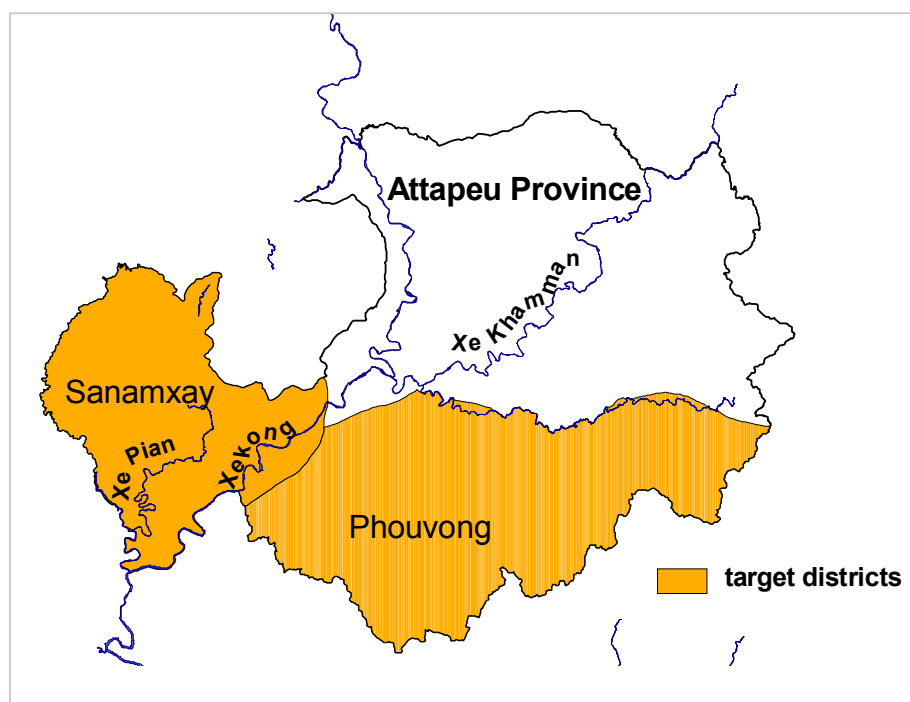 Attapeu Province
Xe Khamman
Sanamxay
Xe Pian
Xekong
Phouvong
target districts